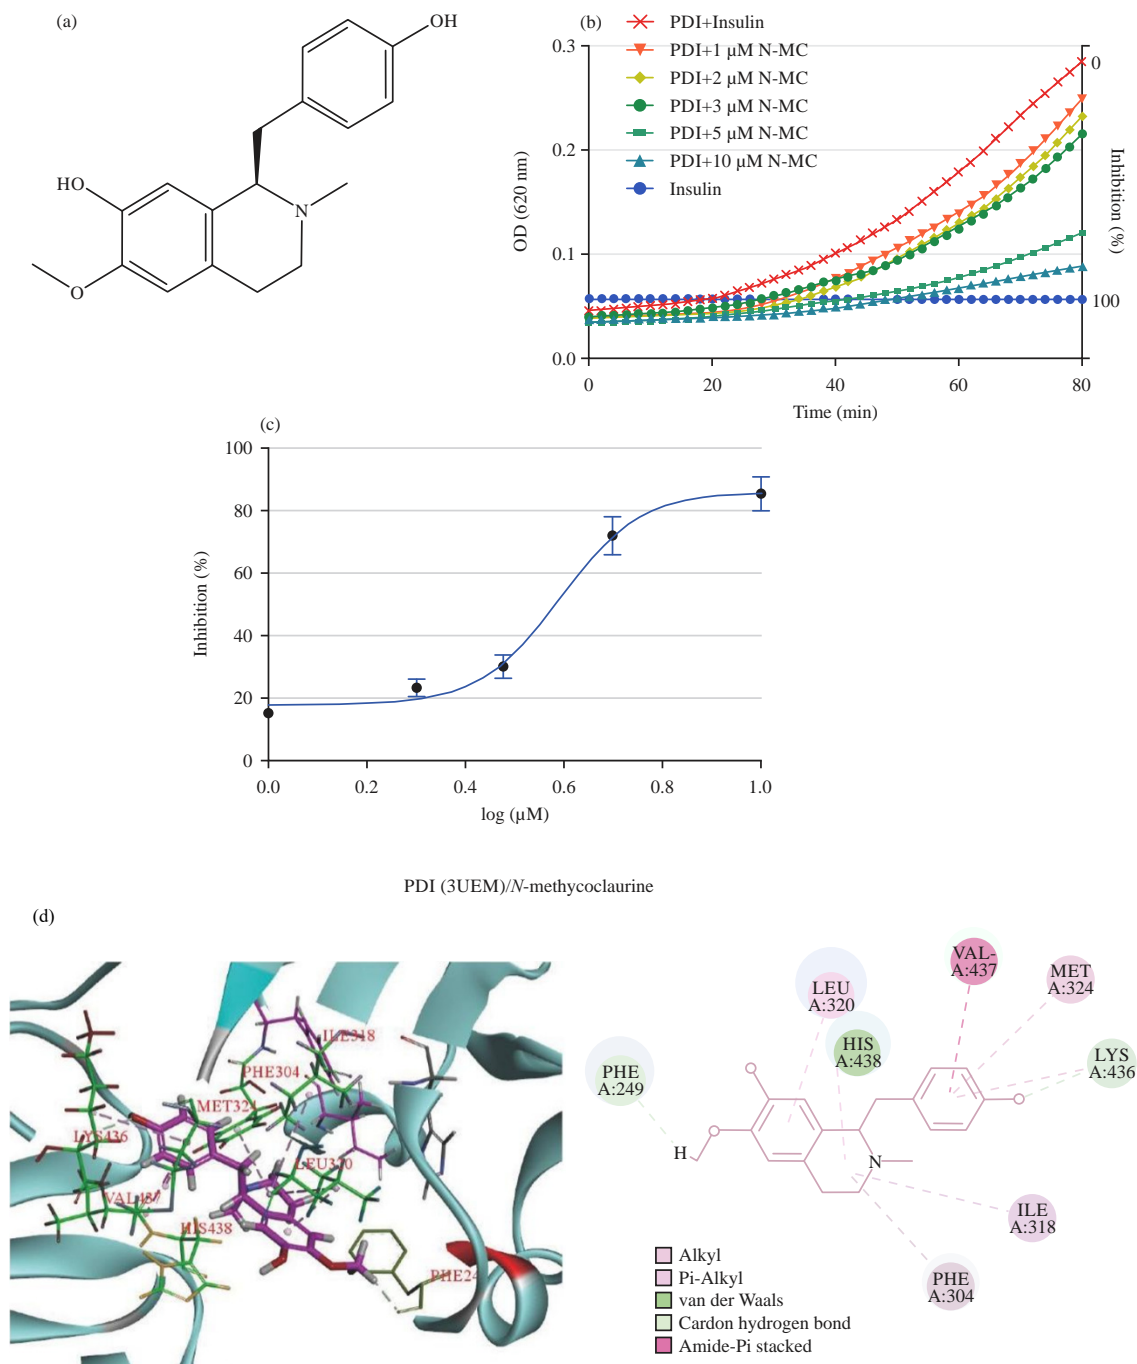 (a)
OH
HO
N
O
(b)
PDI+Insulin
PDI+1 µM N-MC
PDI+2 µM N-MC
PDI+3 µM N-MC
PDI+5 µM N-MC
PDI+10 µM N-MC
Insulin
OD (620 nm)
0.3
0.2
0.1
0.0
0
20
40
60
80
Time (min)
0
100
Inhibition (%)
(c)
Inhibition (%)
100
80
60
40
20
0
0.0
0.2
0.4
0.6
0.8
1.0
log (µM)
PDI (3UEM)/N-methycoclaurine
(d)
ILE318
PHE304
MET324
LYS436
LEU320
VAL437
HIS438
PHE24
VAL-
A:437
MET
A:324
LEU
A:320
HIS
A:438
LYS
A:436
PHE
A:249
H
N
ILE
A:318
PHE
A:304
Alkyl
Pi-Alkyl
van der Waals
Cardon hydrogen bond
Amide-Pi stacked